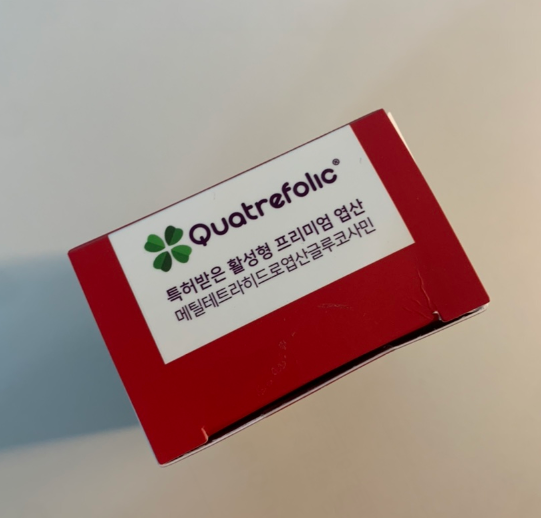 Quatrefolic®
특허받은 활성형 프리미엄 엽산
메틸테트라히드로엽산글루코사민